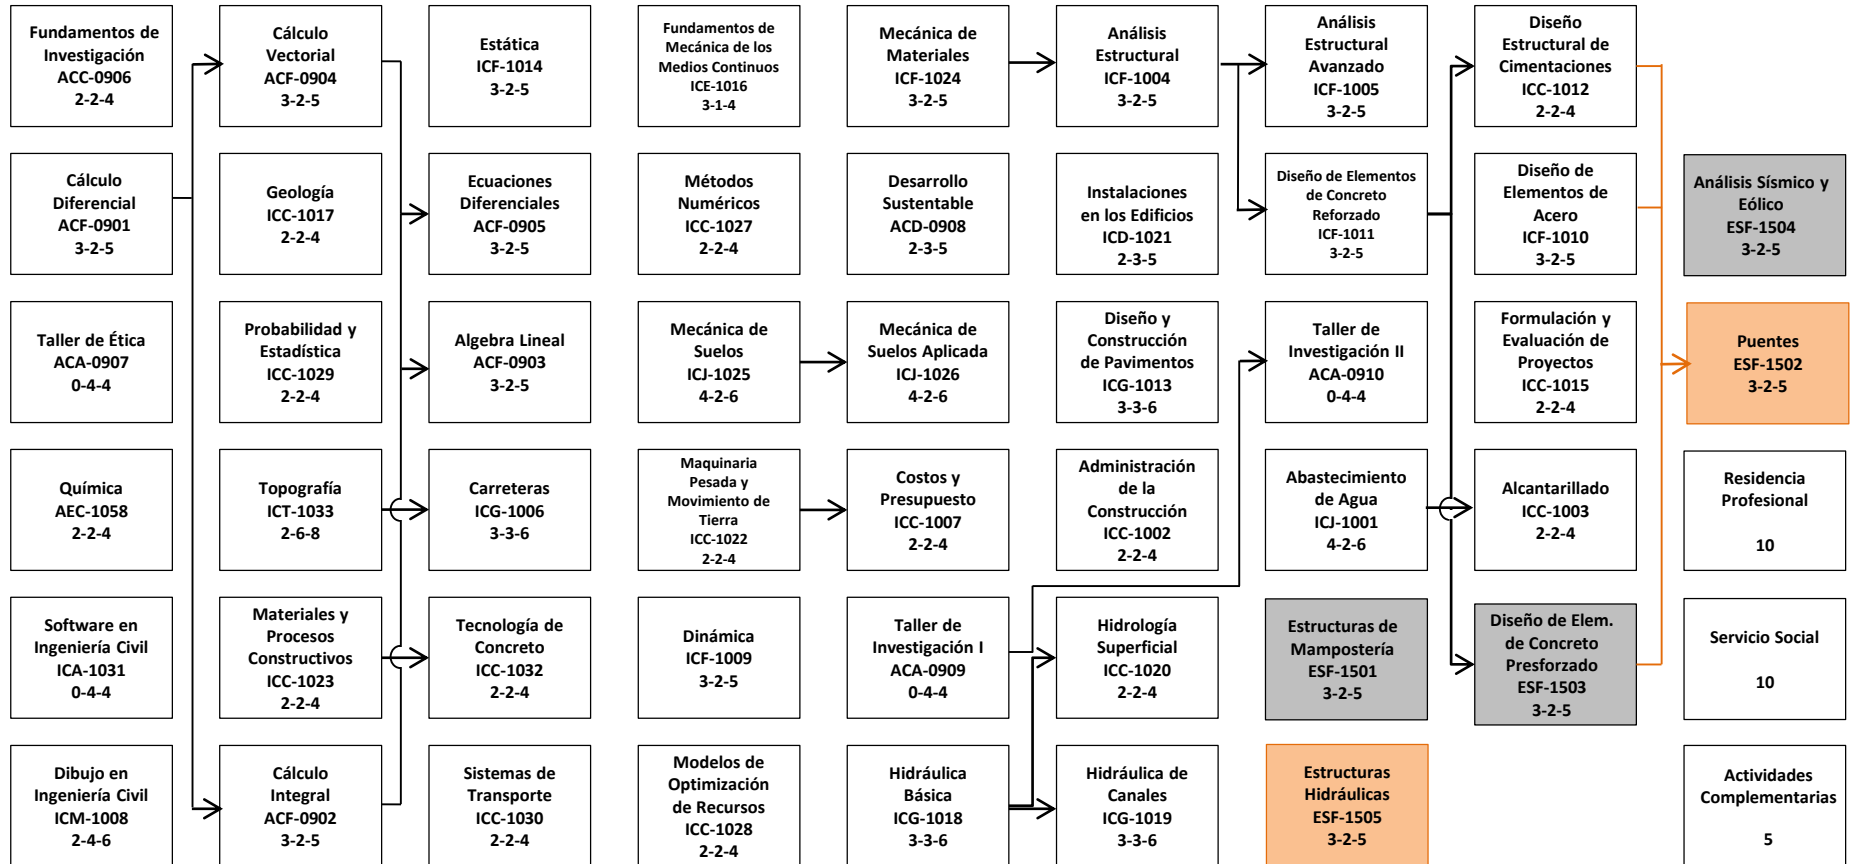 Fundamentos de
Investigación
ACC-0906
2-2-4
Cálculo
Vectorial
ACF-0904
3-2-5
Estática
ICF-1014
3-2-5
Fundamentos de
Mecánica de los
Medios Continuos
ICE-1016
3-1-4
Mecánica de
Materiales
ICF-1024
3-2-5
Análisis
Estructural
ICF-1004
3-2-5
Análisis
Estructural
Avanzado
ICF-1005
3-2-5
Diseño
Estructural de
Cimentaciones
ICC-1012
2-2-4
Cálculo
Diferencial
ACF-0901
3-2-5
Geología
ICC-1017
2-2-4
Ecuaciones
Diferenciales
ACF-0905
3-2-5
Métodos
Numéricos
ICC-1027
2-2-4
Desarrollo
Sustentable
ACD-0908
2-3-5
Instalaciones
en los Edificios
ICD-1021
2-3-5
Diseño de Elementos
de Concreto
Reforzado
ICF-1011
3-2-5
Diseño de
Elementos de
Acero
ICF-1010
3-2-5
Análisis Sísmico y
Eólico
ESF-1504
3-2-5
Taller de Ética
ACA-0907
0-4-4
Probabilidad y
Estadística
ICC-1029
2-2-4
Algebra Lineal
ACF-0903
3-2-5
Mecánica de
Suelos
ICJ-1025
4-2-6
Mecánica de
Suelos Aplicada
ICJ-1026
4-2-6
Diseño y
Construcción
de Pavimentos
ICG-1013
3-3-6
Taller de
Investigación II
ACA-0910
0-4-4
Formulación y
Evaluación de
Proyectos
ICC-1015
2-2-4
Puentes
ESF-1502
3-2-5
Química
AEC-1058
2-2-4
Topografía
ICT-1033
2-6-8
Carreteras
ICG-1006
3-3-6
Maquinaria
Pesada y
Movimiento de
Tierra
ICC-1022
2-2-4
Costos y
Presupuesto
ICC-1007
2-2-4
Administración
de la
Construcción
ICC-1002
2-2-4
Abastecimiento
de Agua
ICJ-1001
4-2-6
Alcantarillado
ICC-1003
2-2-4
Residencia
Profesional
10
Software en
Ingeniería Civil
ICA-1031
0-4-4
Materiales y
Procesos
Constructivos
ICC-1023
2-2-4
Tecnología de
Concreto
ICC-1032
2-2-4
Dinámica
ICF-1009
3-2-5
Taller de
Investigación I
ACA-0909
0-4-4
Hidrología
Superficial
ICC-1020
2-2-4
Estructuras de
Mampostería
ESF-1501
3-2-5
Diseño de Elem.
de Concreto
Presforzado
ESF-1503
3-2-5
Servicio Social
10
Dibujo en
Ingeniería Civil
ICM-1008
2-4-6
Cálculo
Integral
ACF-0902
3-2-5
Sistemas de
Transporte
ICC-1030
2-2-4
Modelos de
Optimización
de Recursos
ICC-1028
2-2-4
Hidráulica
Básica
ICG-1018
3-3-6
Hidráulica de
Canales
ICG-1019
3-3-6
Estructuras
Hidráulicas
ESF-1505
3-2-5
Actividades
Complementarias
5